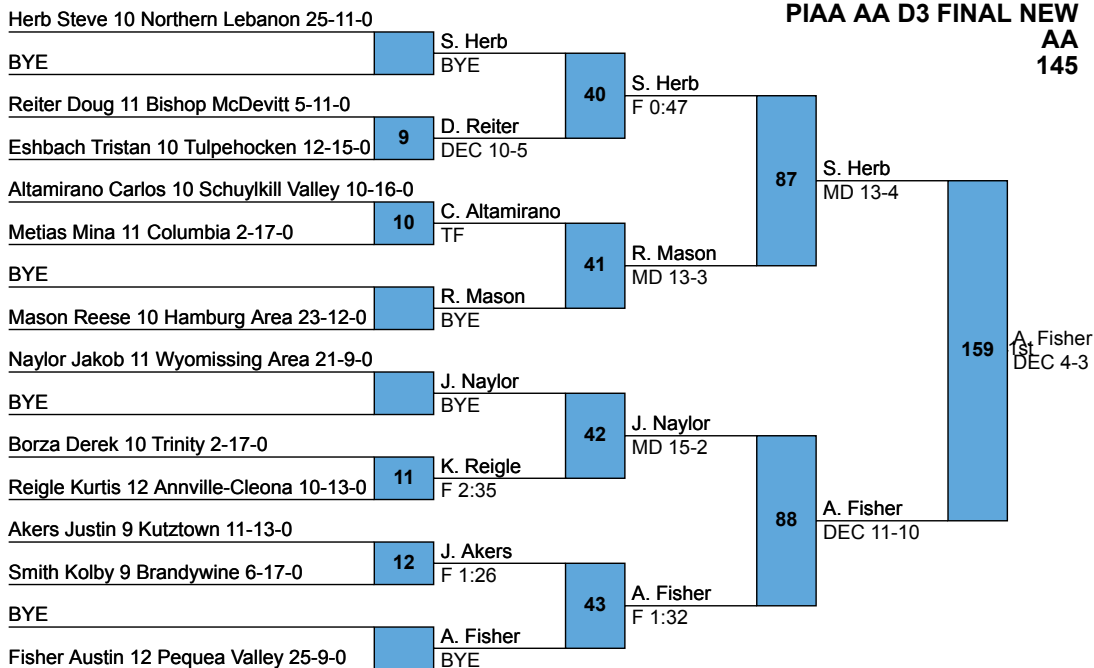 PIAA AA D3 FINAL NEW
AA
145
Herb Steve 10 Northern Lebanon 25-11-0
BYE
Reiter Doug 11 Bishop McDevitt 5-11-0
Eshbach Tristan 10 Tulpehocken 12-15-0
Altamirano Carlos 10 Schuylkill Valley 10-16-0
Metias Mina 11 Columbia 2-17-0
BYE
Mason Reese 10 Hamburg Area 23-12-0
Naylor Jakob 11 Wyomissing Area 21-9-0
BYE
Borza Derek 10 Trinity 2-17-0
Reigle Kurtis 12 Annville-Cleona 10-13-0
Akers Justin 9 Kutztown 11-13-0
Smith Kolby 9 Brandywine 6-17-0
BYE
Fisher Austin 12 Pequea Valley 25-9-0
9
10
11
12
S. Herb
BYE
D. Reiter
DEC 10-5
C. Altamirano
TF
R. Mason
BYE
J. Naylor
BYE
K. Reigle
F 2:35
J. Akers
F 1:26
A. Fisher
BYE
40
41
42
43
S. Herb
F 0:47
R. Mason
MD 13-3
J. Naylor
MD 15-2
A. Fisher
F 1:32
87
88
S. Herb
MD 13-4
A. Fisher
DEC 11-10
159
A. Fisher
1st
DEC 4-3